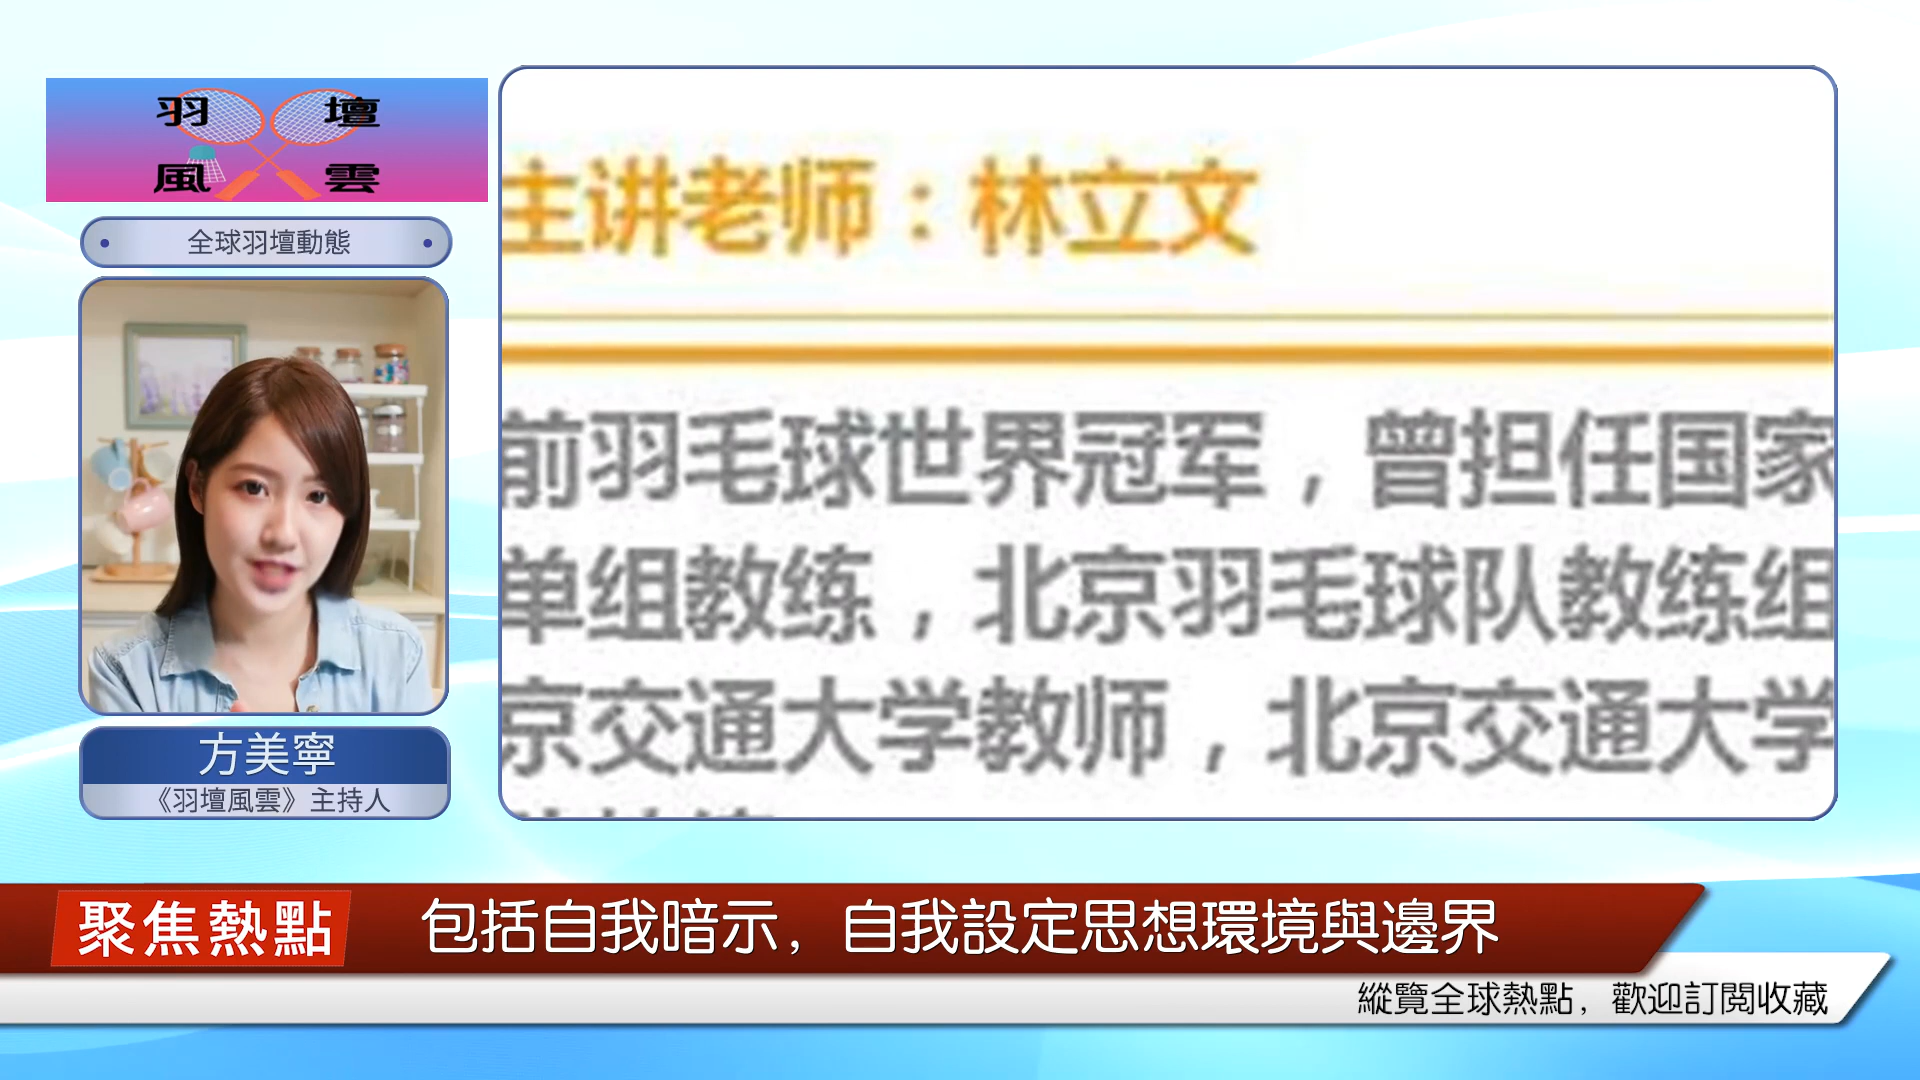 羽壇
風雲
全球羽壇動態
方美寧
《羽壇風雲》主持人
主讲老师：林立文
前羽毛球世界冠军，曾担任国家
单组教练，北京羽毛球队教练组
京交通大学教师，北京交通大学
聚焦熱點
包括自我暗示，自我設定思想環境與邊界
縱覽全球熱點，歡迎訂閲收藏